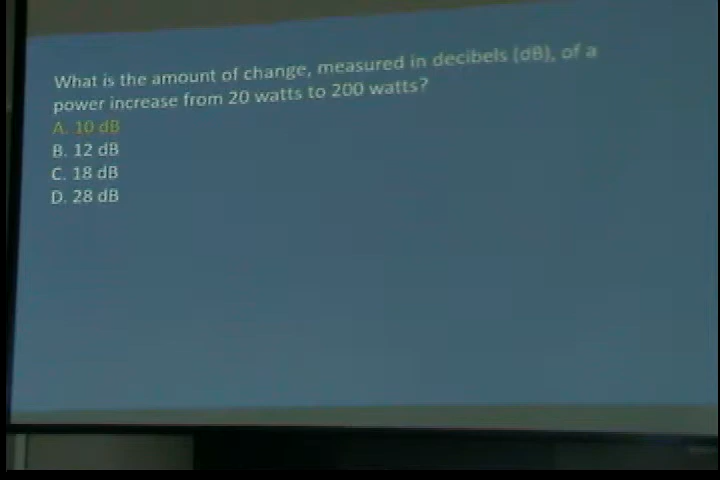 What is the amount of change, measured in decibels (dB), of a
power increase from 20 watts to 200 watts?
A. 10 dB
B. 12 dB
C. 18 dB
D. 28 dB